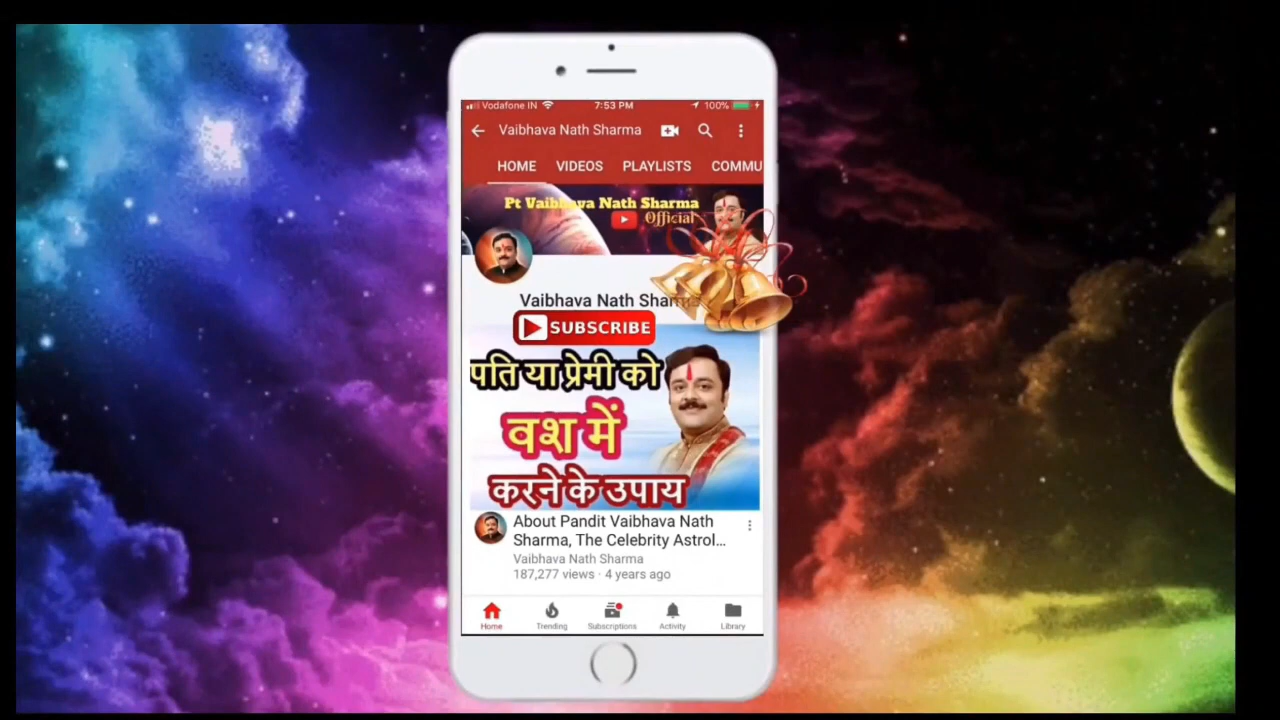 Vodafone IN 7:53 PM 100%
Vaibhava Nath Sharma
HOME VIDEOS PLAYLISTS COMMU
Pt Vaibhava Nath Sharma
Official
Vaibhava Nath Sharma
SUBSCRIBE
पति या प्रेमी को
वश में
करने के उपाय
About Pandit Vaibhava Nath
Sharma, The Celebrity Astrol...
Vaibhava Nath Sharma
187,277 views · 4 years ago
Home Trending Subscriptions Activity Library